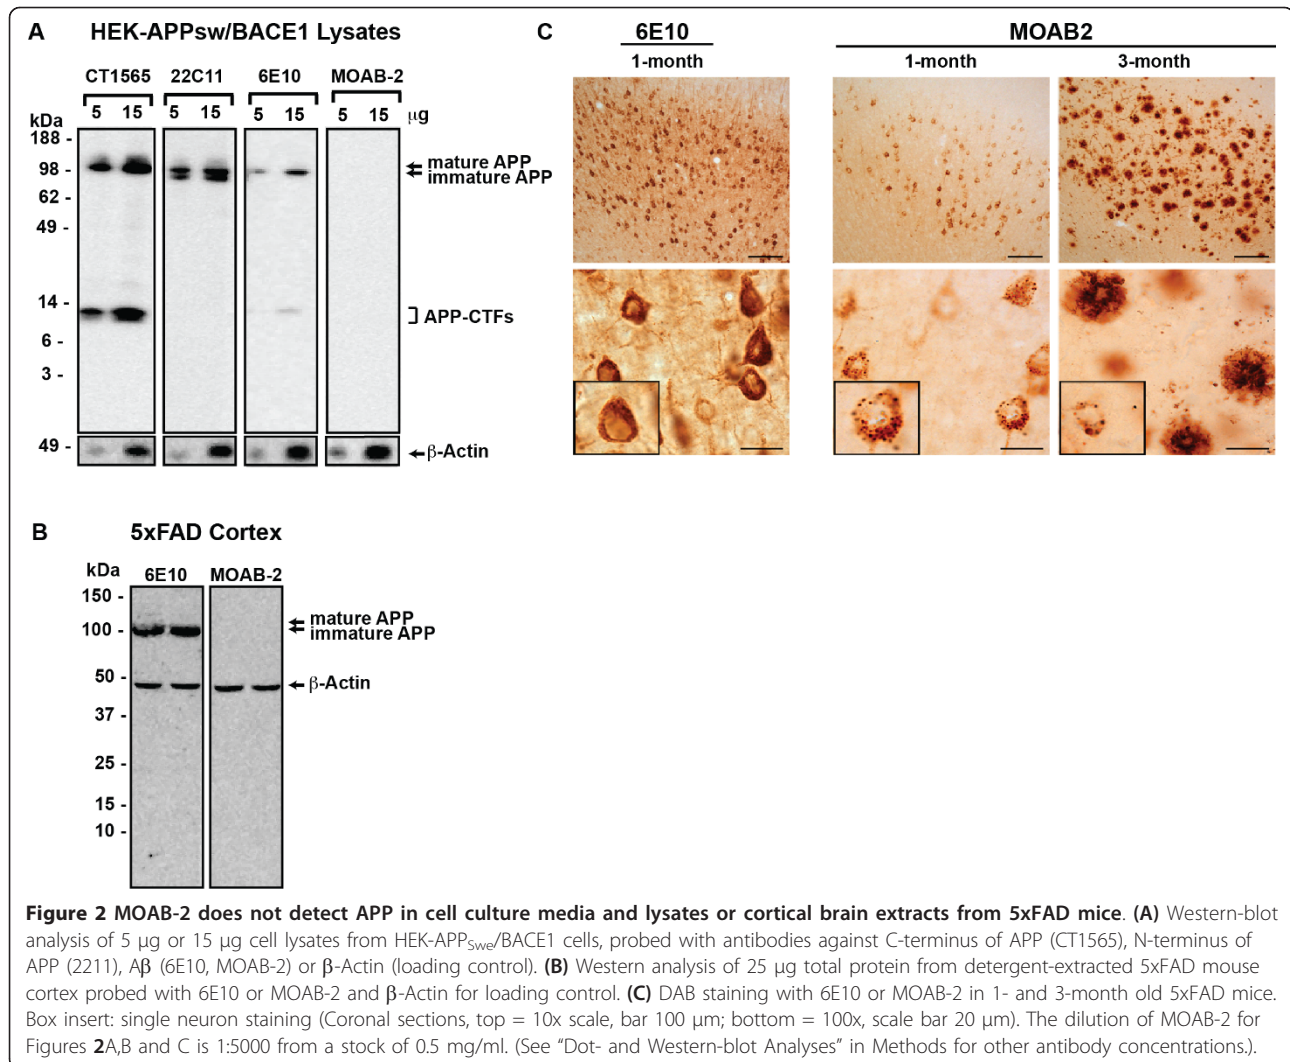 A HEK-APPsw/BACE1 Lysates
CT1565 22C11 6E10 MOAB-2
5 15 5 15 5 15 5 15 μg
kDa
188 -
98 -
62 -
49 -
14 -
6 -
3 -
49 -
mature APP
immature APP
APP-CTFs
β-Actin
B 5xFAD Cortex
kDa 6E10 MOAB-2
150 -
100 -
50 -
37 -
25 -
15 -
10 -
mature APP
immature APP
β-Actin
C 6E10 MOAB2
1-month 1-month 3-month
Figure 2 MOAB-2 does not detect APP in cell culture media and lysates or cortical brain extracts from 5xFAD mice. (A) Western-blot
analysis of 5 μg or 15 μg cell lysates from HEK-APPSwe/BACE1 cells, probed with antibodies against C-terminus of APP (CT1565), N-terminus of
APP (2211), Aβ (6E10, MOAB-2) or β-Actin (loading control). (B) Western analysis of 25 μg total protein from detergent-extracted 5xFAD mouse
cortex probed with 6E10 or MOAB-2 and β-Actin for loading control. (C) DAB staining with 6E10 or MOAB-2 in 1- and 3-month old 5xFAD mice.
Box insert: single neuron staining (Coronal sections, top = 10x scale, bar 100 μm; bottom = 100x, scale bar 20 μm). The dilution of MOAB-2 for
Figures 2A,B and C is 1:5000 from a stock of 0.5 mg/ml. (See "Dot- and Western-blot Analyses" in Methods for other antibody concentrations.).